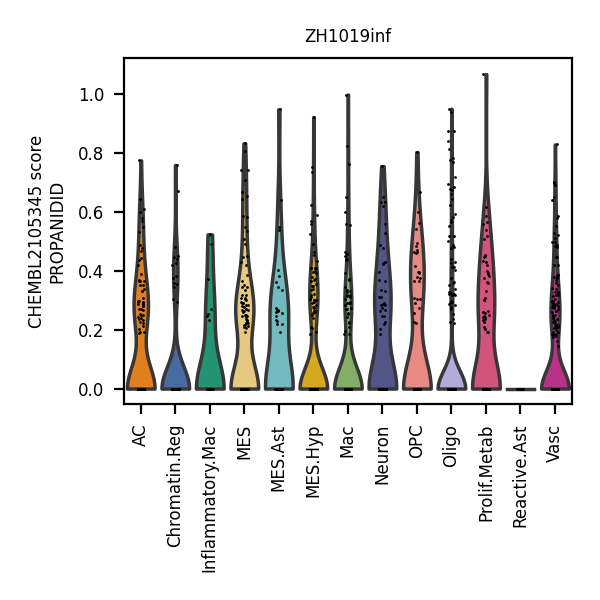 ZH1019inf
CHEMBL2105345 score
PROPANIDID
1.0
0.8
0.6
0.4
0.2
0.0
AC
Chromatin.Reg
Inflammatory.Mac
MES
MES.Ast
MES.Hyp
Mac
Neuron
OPC
Oligo
Prolif.Metab
Reactive.Ast
Vasc